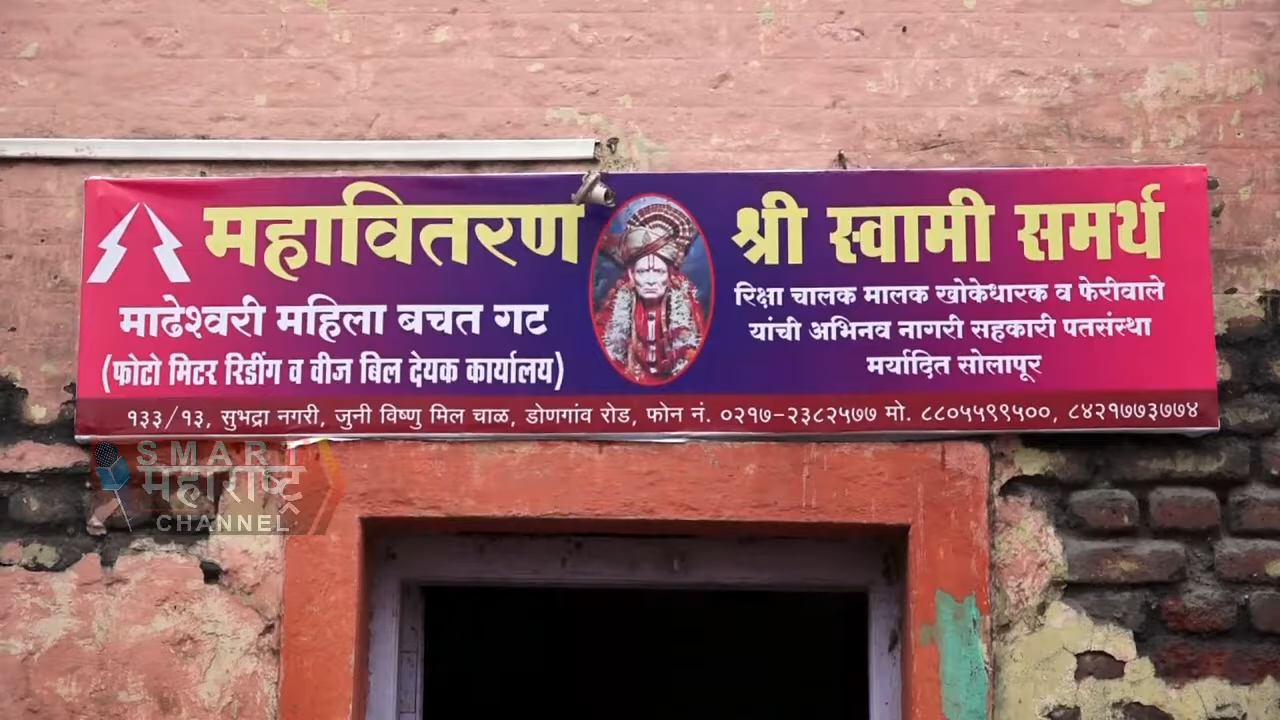 महावितरण
माढेश्वरी महिला बचत गट
(फोटो मिटर रिडींग व वीज बिल देयक कार्यालय)
श्री स्वामी समर्थ
रिक्षा चालक मालक खोकेधारक व फेरीवाले
यांची अभिनव नागरी सहकारी पतसंस्था
मर्यादित सोलापूर
१३३/१३, सुभद्रा नगरी, जुनी विष्णु मिल चाळ, डोणगांव रोड, फोन नं. ०२१७-२३८२५७७ मो. ८८०५५९९५००, ८४२१७७३७७४
SMART
महाराष्ट्र
CHANNEL